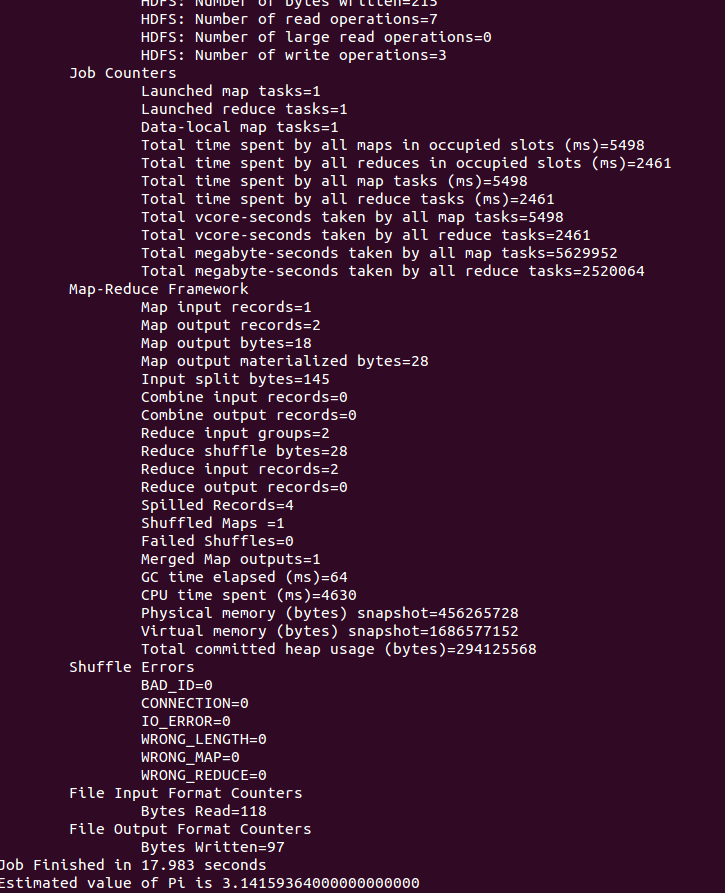 HDFS: Number of bytes written=215
HDFS: Number of read operations=7
HDFS: Number of large read operations=0
HDFS: Number of write operations=3
Job Counters
Launched map tasks=1
Launched reduce tasks=1
Data-local map tasks=1
Total time spent by all maps in occupied slots (ms)=5498
Total time spent by all reduces in occupied slots (ms)=2461
Total time spent by all map tasks (ms)=5498
Total time spent by all reduce tasks (ms)=2461
Total vcore-seconds taken by all map tasks=5498
Total vcore-seconds taken by all reduce tasks=2461
Total megabyte-seconds taken by all map tasks=5629952
Total megabyte-seconds taken by all reduce tasks=2520064
Map-Reduce Framework
Map input records=1
Map output records=2
Map output bytes=18
Map output materialized bytes=28
Input split bytes=145
Combine input records=0
Combine output records=0
Reduce input groups=2
Reduce shuffle bytes=28
Reduce input records=2
Reduce output records=0
Spilled Records=4
Shuffled Maps =1
Failed Shuffles=0
Merged Map outputs=1
GC time elapsed (ms)=64
CPU time spent (ms)=4630
Physical memory (bytes) snapshot=456265728
Virtual memory (bytes) snapshot=1686577152
Total committed heap usage (bytes)=294125568
Shuffle Errors
BAD_ID=0
CONNECTION=0
IO_ERROR=0
WRONG_LENGTH=0
WRONG_MAP=0
WRONG_REDUCE=0
File Input Format Counters
Bytes Read=118
File Output Format Counters
Bytes Written=97
Job Finished in 17.983 seconds
Estimated value of Pi is 3.14159364000000000000